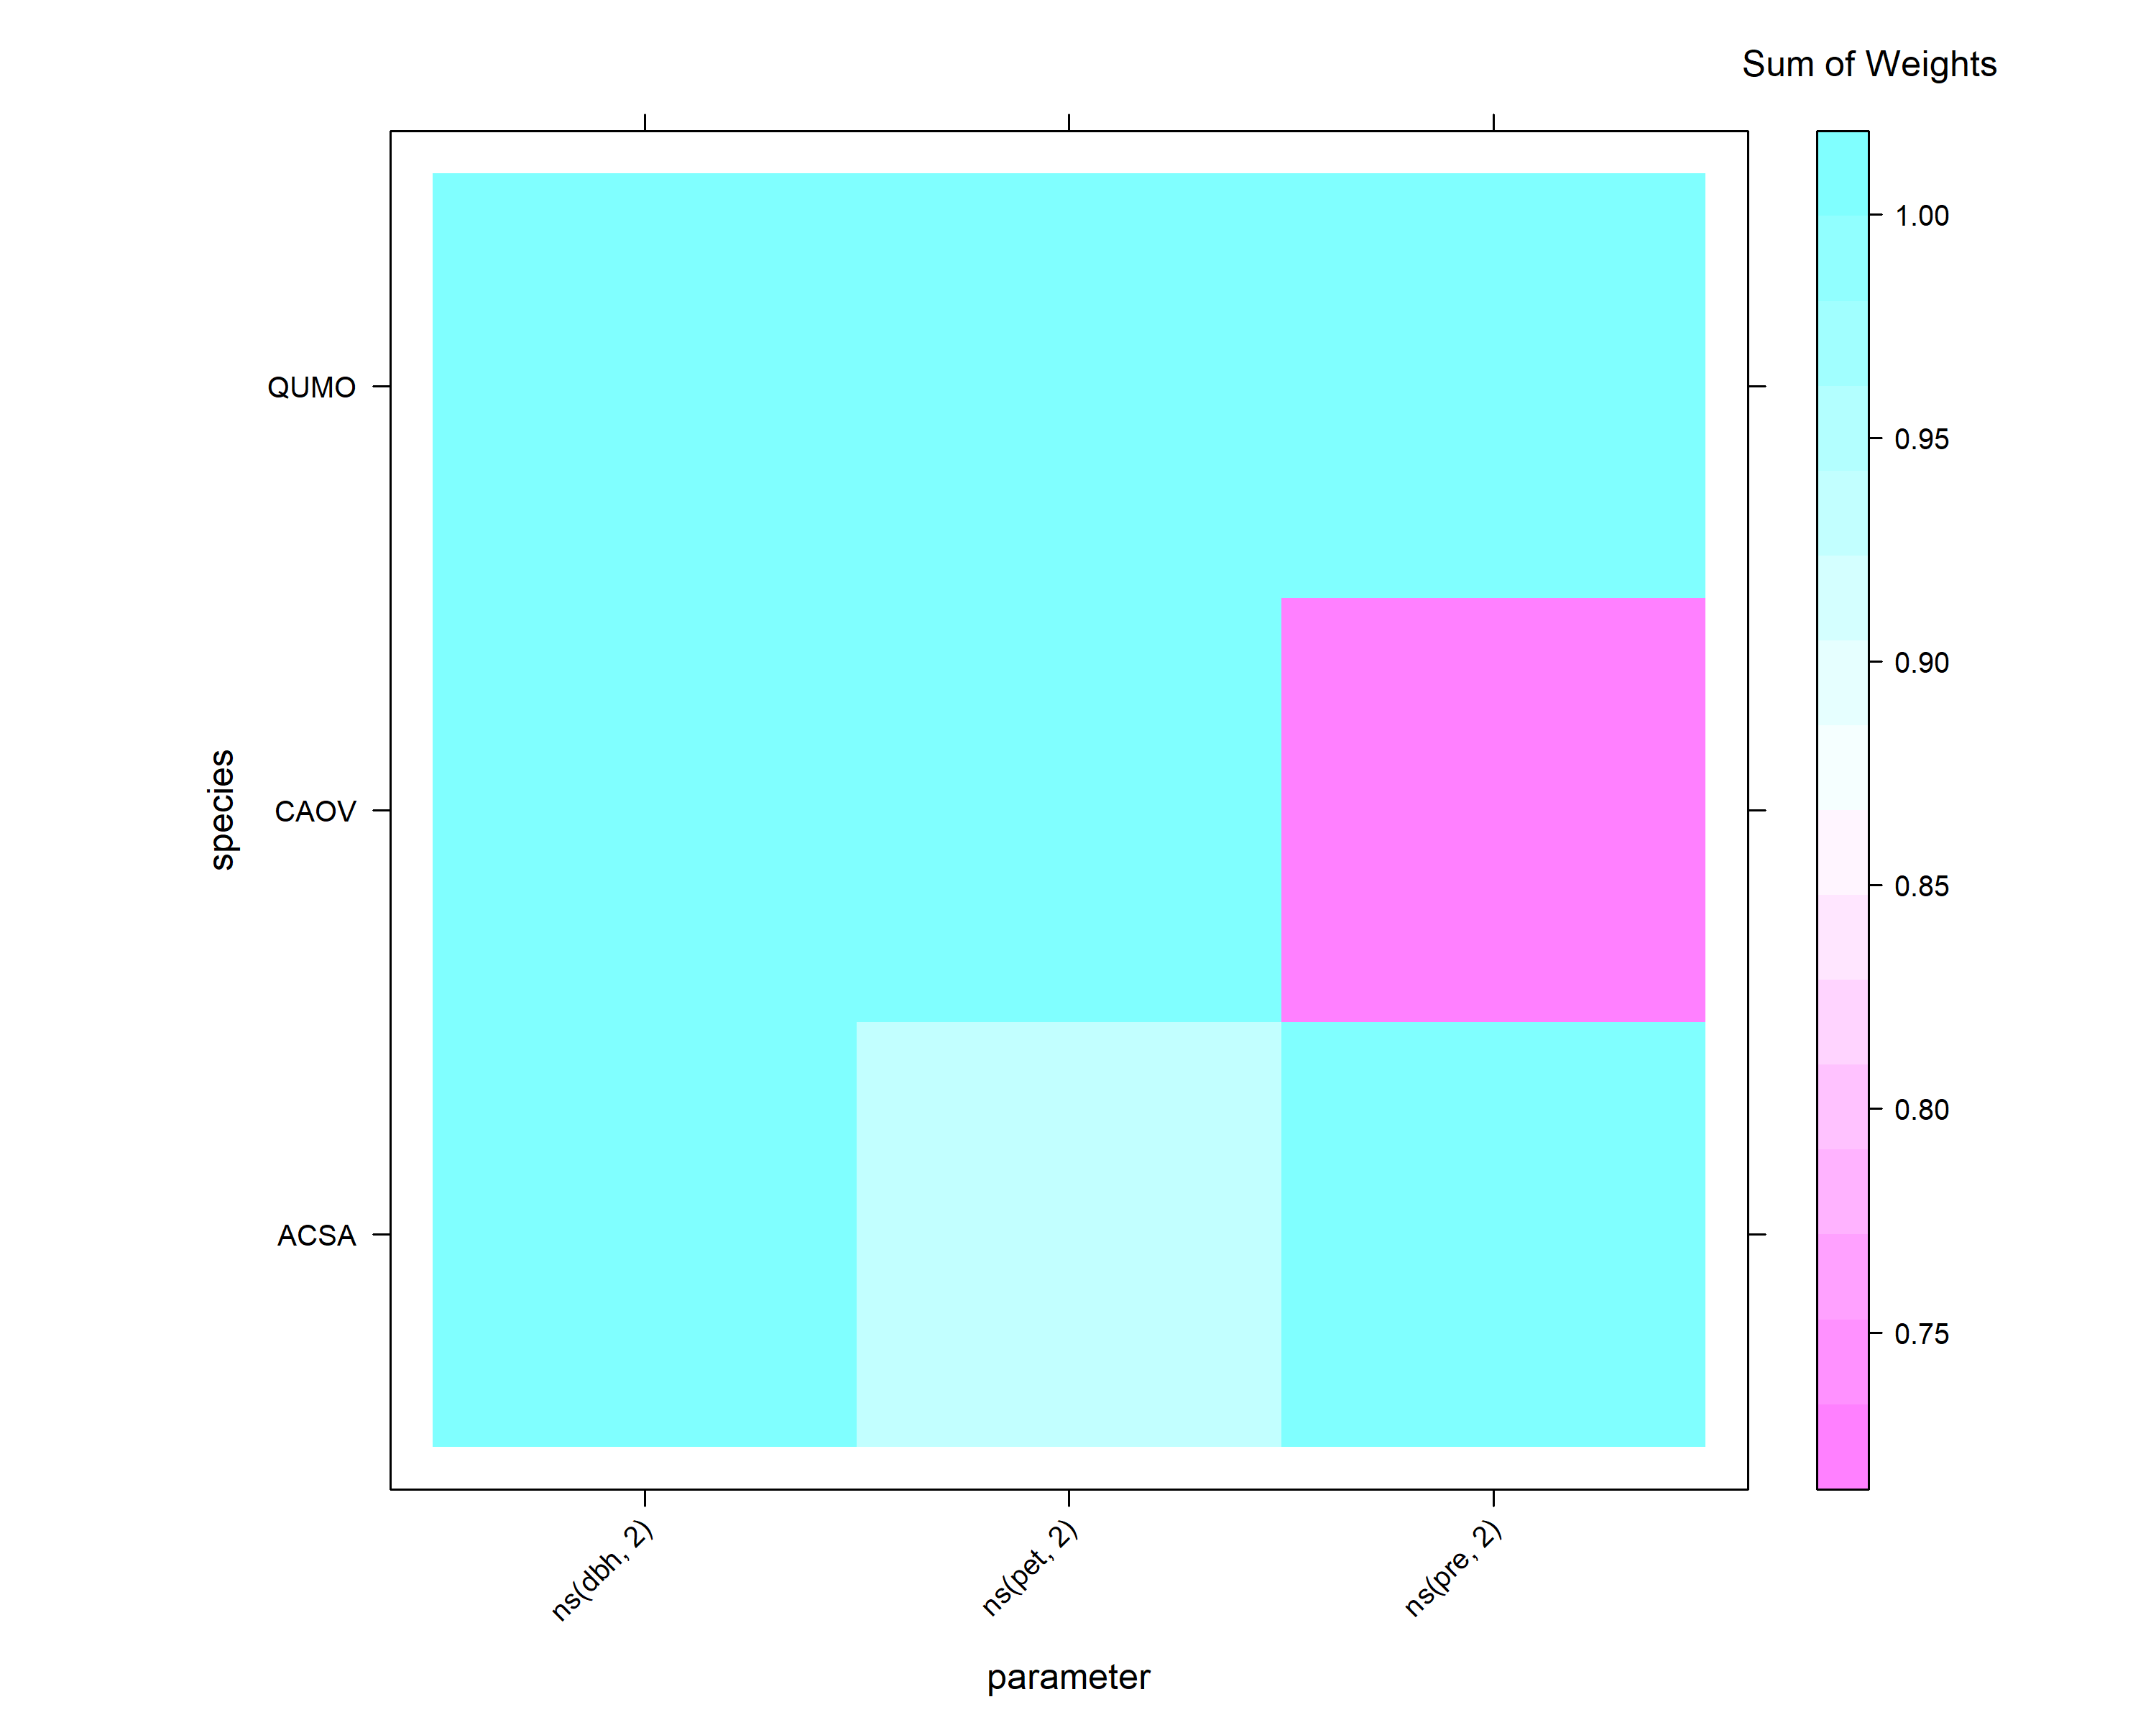 Sum of Weights
1.00
0.95
0.90
0.85
0.80
0.75
species
QUMO
CAOV
ACSA
ns(dbh, 2)
ns(pet, 2)
ns(pre, 2)
parameter